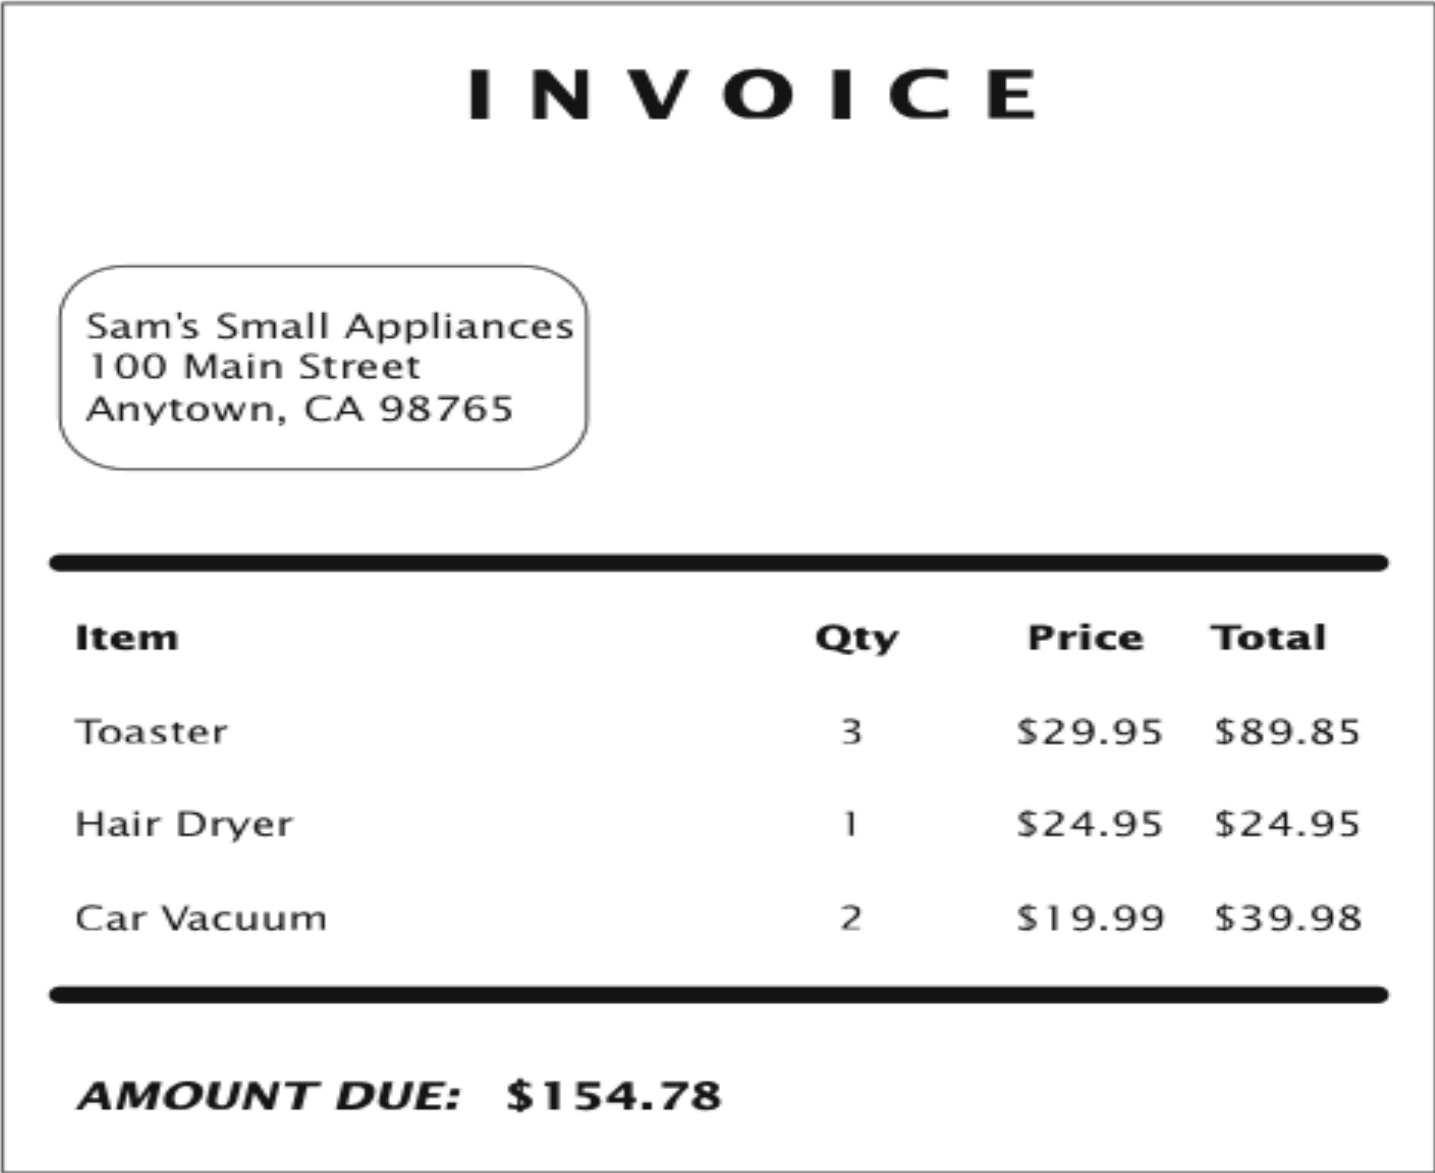 INVOICE
Sam's Small Appliances
100 Main Street
Anytown, CA 98765
Item Qty Price Total
Toaster 3 $29.95 $89.85
Hair Dryer 1 $24.95 $24.95
Car Vacuum 2 $19.99 $39.98
AMOUNT DUE: $154.78